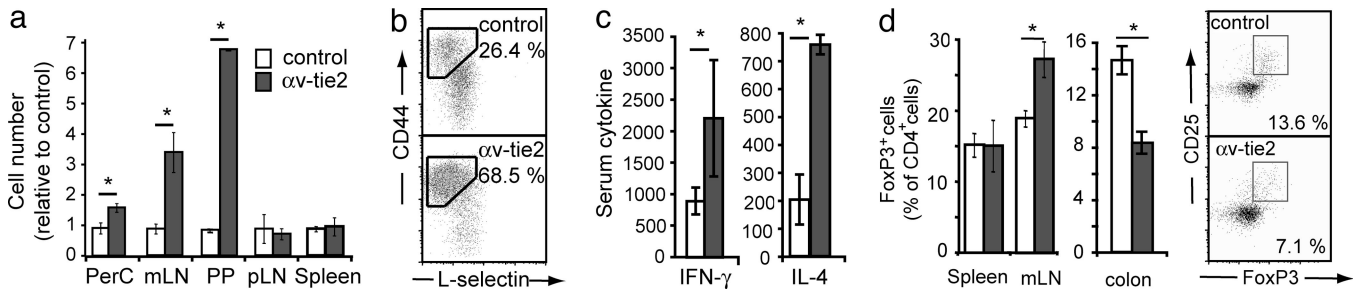 a
Cell number
(relative to control)
7
6
5
4
3
2
1
0
control
αv-tie2
*
*
*
PerC mLN PP pLN Spleen
b
CD44
control
26.4 %
αv-tie2
68.5 %
L-selectin
c
Serum cytokine
3500
3000
2500
2000
1500
1000
500
0
*
IFN-γ
800
700
600
500
400
300
200
100
0
*
IL-4
d
FoxP3+cells
(% of CD4+cells)
30
20
10
0
*
Spleen mLN
16
12
8
4
0
*
colon
CD25
control
13.6 %
αv-tie2
7.1 %
FoxP3